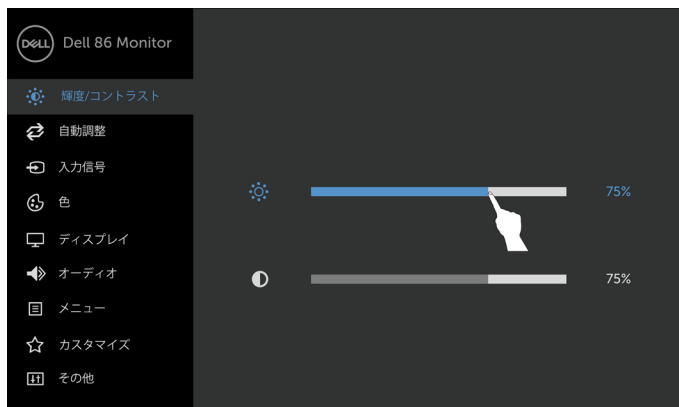 DELL Dell 86 Monitor
輝度/コントラスト
自動調整
入力信号
色
ディスプレイ
オーディオ
メニュー
カスタマイズ
その他
75%
75%